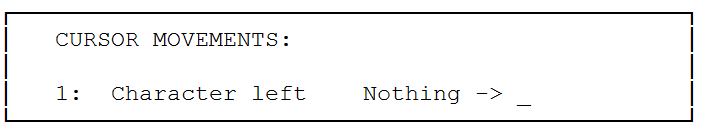 CURSOR MOVEMENTS:
1:  Character left    Nothing -> _